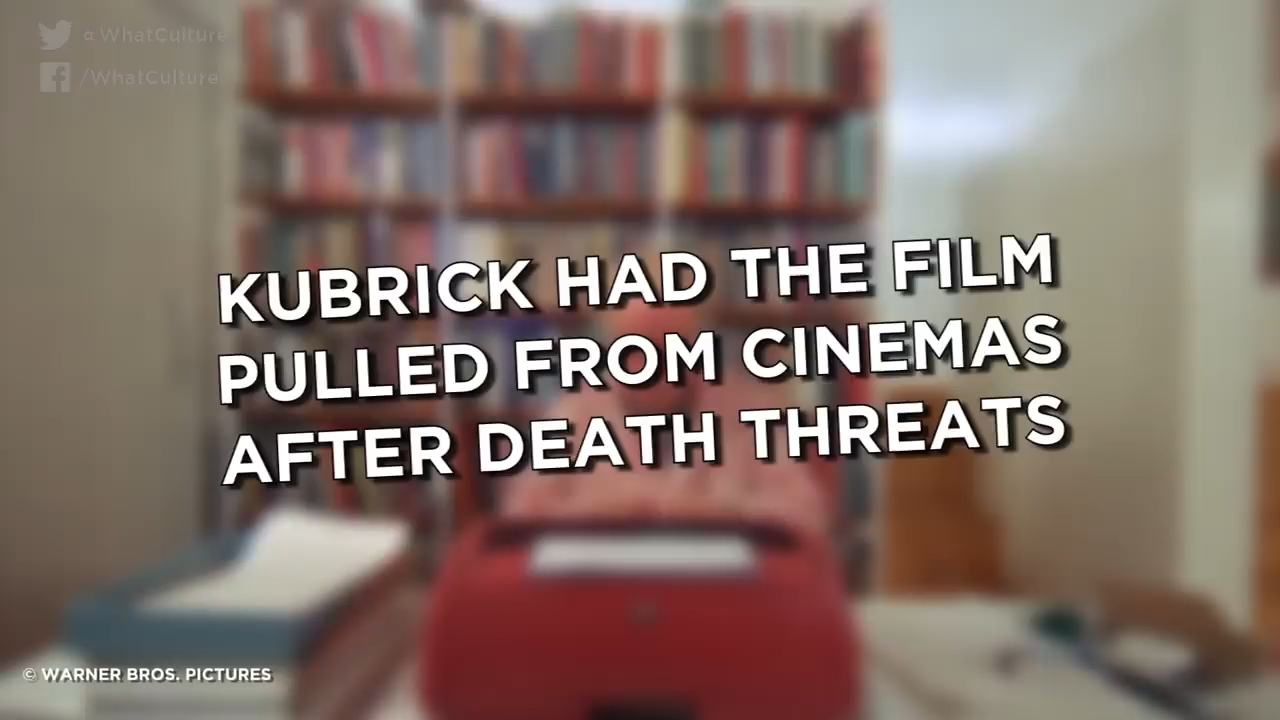 @WhatCulture
/WhatCulture
KUBRICK HAD THE FILM
PULLED FROM CINEMAS
AFTER DEATH THREATS
© WARNER BROS. PICTURES